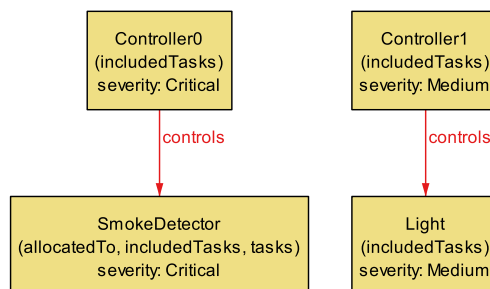 Controller0
(includedTasks)
severity: Critical
Controller1
(includedTasks)
severity: Medium
controls
controls
SmokeDetector
(allocatedTo, includedTasks, tasks)
severity: Critical
Light
(includedTasks)
severity: Medium